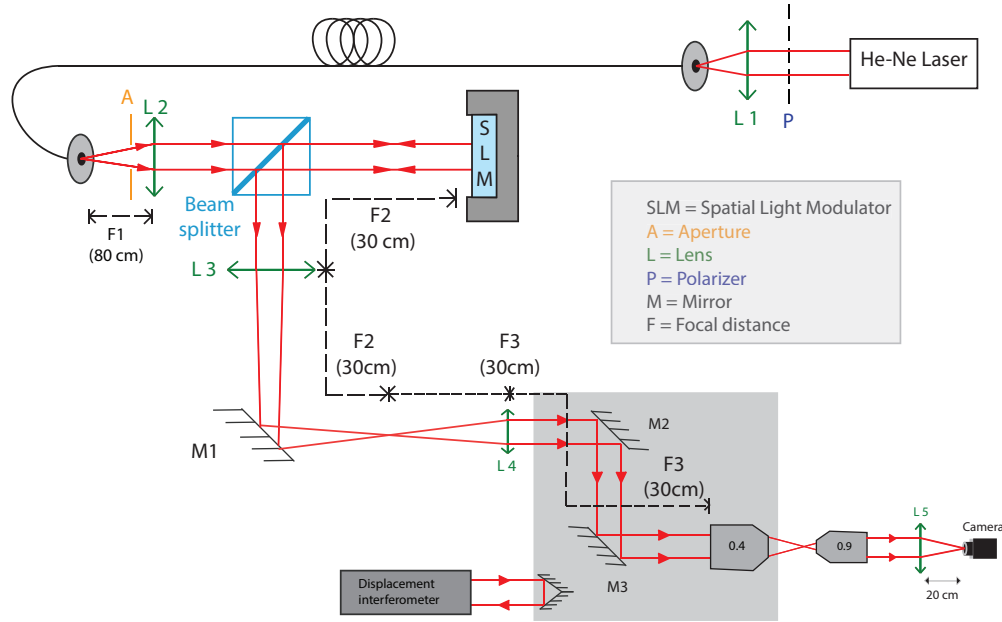 He-Ne Laser
L 1
P
A
L 2
S
L
M
Beam
splitter
F1
(80 cm)
F2
(30 cm)
L 3
SLM = Spatial Light Modulator
A = Aperture
L = Lens
P = Polarizer
M = Mirror
F = Focal distance
F2
(30cm)
F3
(30cm)
M1
L 4
M2
F3
(30cm)
M3
0.4
0.9
L 5
Camera
20 cm
Displacement
interferometer